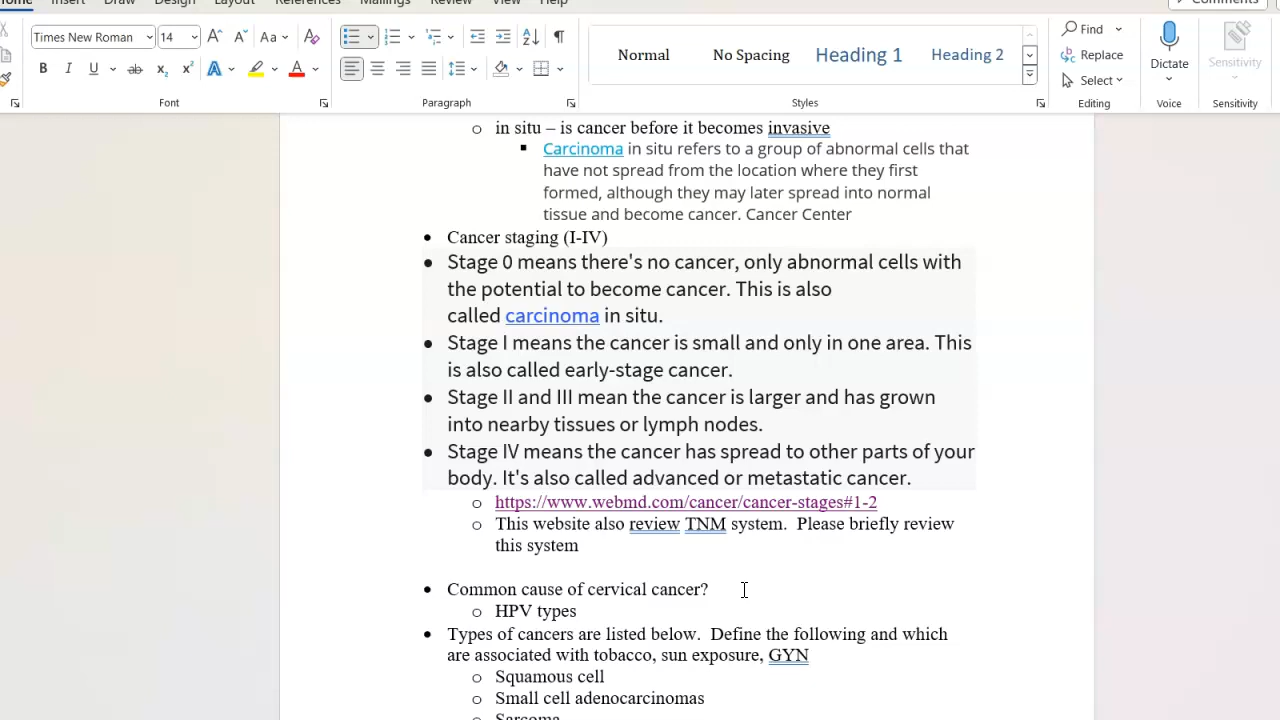 Home Insert Draw Design Layout References Mailings Review View Help
Comments
Times New Roman 14 Aa
Find
Normal No Spacing Heading 1 Heading 2
Replace
Select
Dictate
Sensitivity
Font Paragraph Styles Editing Voice Sensitivity
o in situ – is cancer before it becomes invasive
▪ Carcinoma in situ refers to a group of abnormal cells that
have not spread from the location where they first
formed, although they may later spread into normal
tissue and become cancer. Cancer Center
• Cancer staging (I-IV)
• Stage 0 means there's no cancer, only abnormal cells with
the potential to become cancer. This is also
called carcinoma in situ.
• Stage I means the cancer is small and only in one area. This
is also called early-stage cancer.
• Stage II and III mean the cancer is larger and has grown
into nearby tissues or lymph nodes.
• Stage IV means the cancer has spread to other parts of your
body. It's also called advanced or metastatic cancer.
o https://www.webmd.com/cancer/cancer-stages#1-2
o This website also review TNM system. Please briefly review
this system
• Common cause of cervical cancer?
o HPV types
• Types of cancers are listed below. Define the following and which
are associated with tobacco, sun exposure, GYN
o Squamous cell
o Small cell adenocarcinomas
Sarcoma